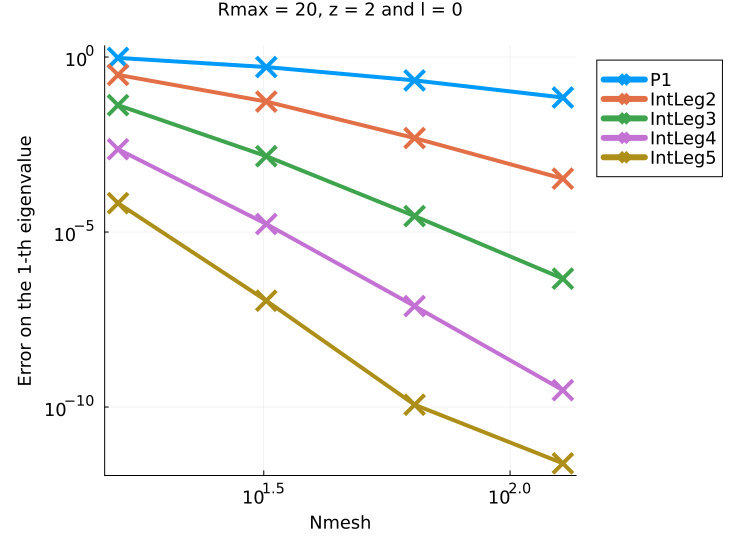 Rmax = 20, z = 2 and l = 0
Error on the 1-th eigenvalue
10^0
10^−5
10^−10
10^1.5
10^2.0
Nmesh
P1
IntLeg2
IntLeg3
IntLeg4
IntLeg5